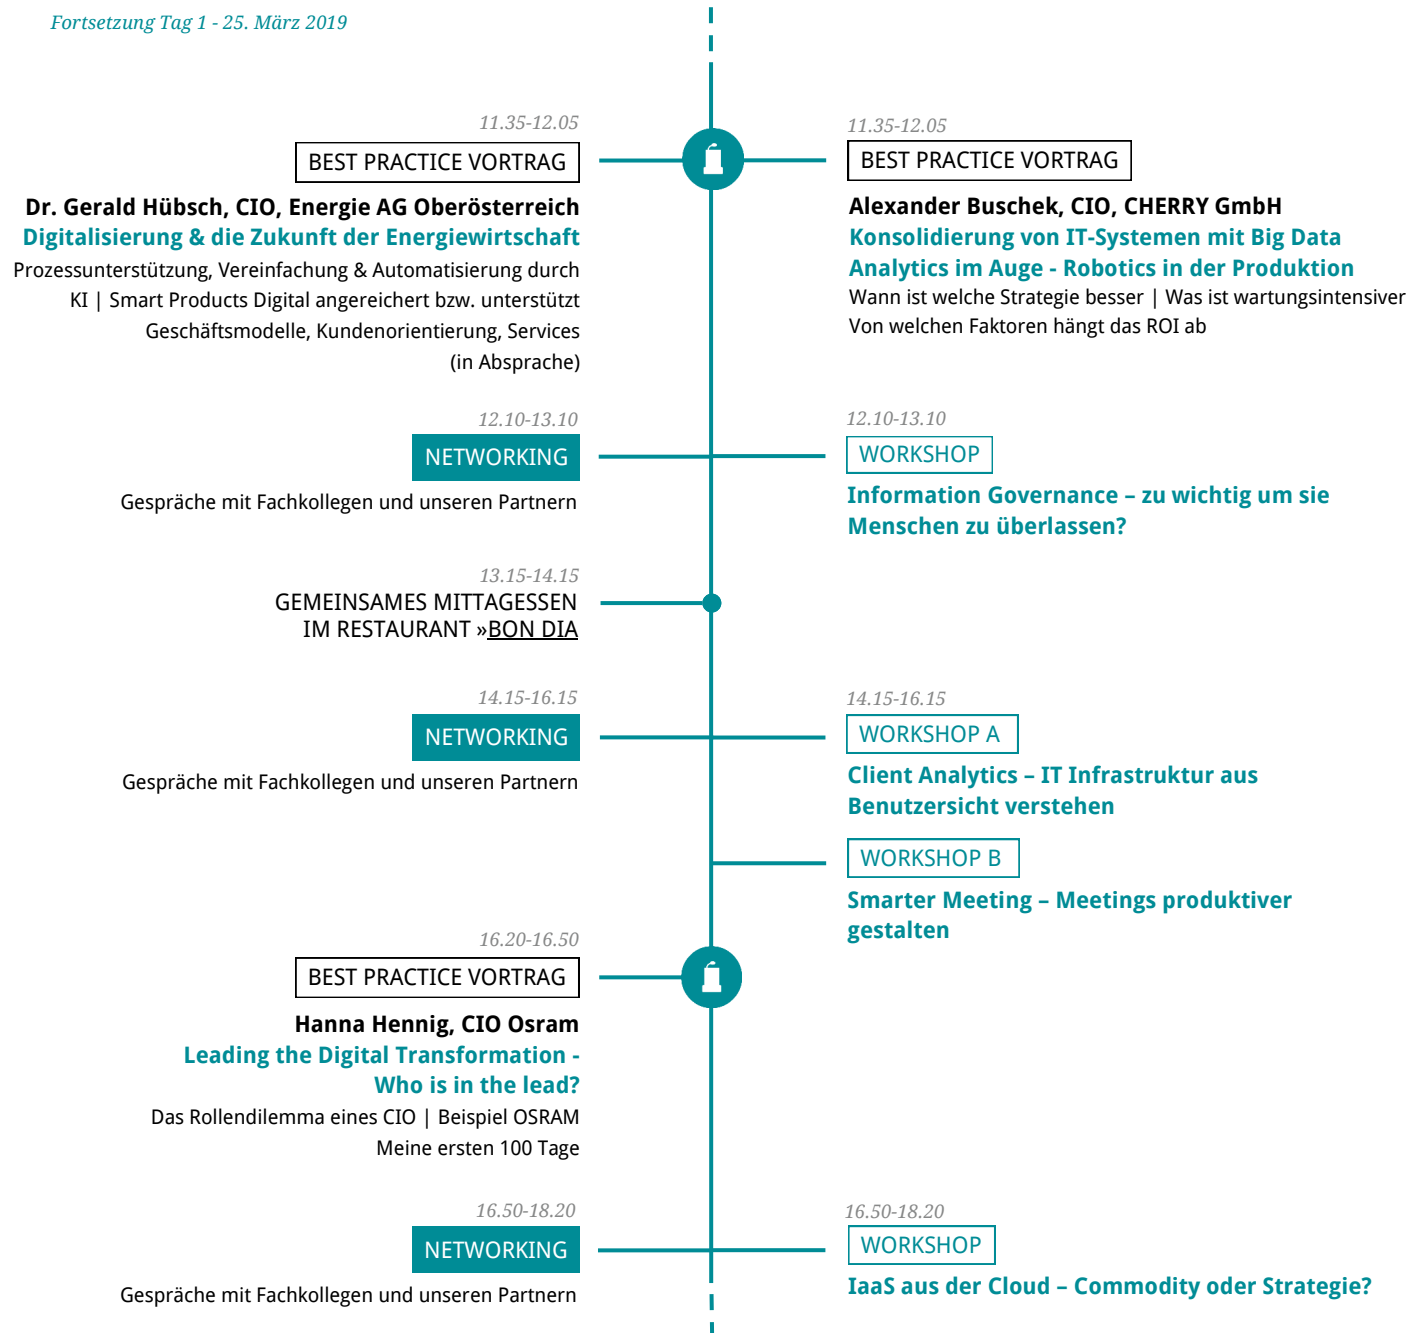 Fortsetzung Tag 1 - 25. März 2019
11.35-12.05
BEST PRACTICE VORTRAG
Dr. Gerald Hübsch, CIO, Energie AG Oberösterreich
Digitalisierung & die Zukunft der Energiewirtschaft
Prozessunterstützung, Vereinfachung & Automatisierung durch
KI | Smart Products Digital angereichert bzw. unterstützt
Geschäftsmodelle, Kundenorientierung, Services
(in Absprache)
11.35-12.05
BEST PRACTICE VORTRAG
Alexander Buschek, CIO, CHERRY GmbH
Konsolidierung von IT-Systemen mit Big Data
Analytics im Auge - Robotics in der Produktion
Wann ist welche Strategie besser | Was ist wartungsintensiver
Von welchen Faktoren hängt das ROI ab
12.10-13.10
NETWORKING
Gespräche mit Fachkollegen und unseren Partnern
12.10-13.10
WORKSHOP
Information Governance – zu wichtig um sie
Menschen zu überlassen?
13.15-14.15
GEMEINSAMES MITTAGESSEN
IM RESTAURANT »BON DIA
14.15-16.15
NETWORKING
Gespräche mit Fachkollegen und unseren Partnern
14.15-16.15
WORKSHOP A
Client Analytics – IT Infrastruktur aus
Benutzersicht verstehen
WORKSHOP B
Smarter Meeting – Meetings produktiver
gestalten
16.20-16.50
BEST PRACTICE VORTRAG
Hanna Hennig, CIO Osram
Leading the Digital Transformation -
Who is in the lead?
Das Rollendilemma eines CIO | Beispiel OSRAM
Meine ersten 100 Tage
16.50-18.20
NETWORKING
Gespräche mit Fachkollegen und unseren Partnern
16.50-18.20
WORKSHOP
IaaS aus der Cloud – Commodity oder Strategie?